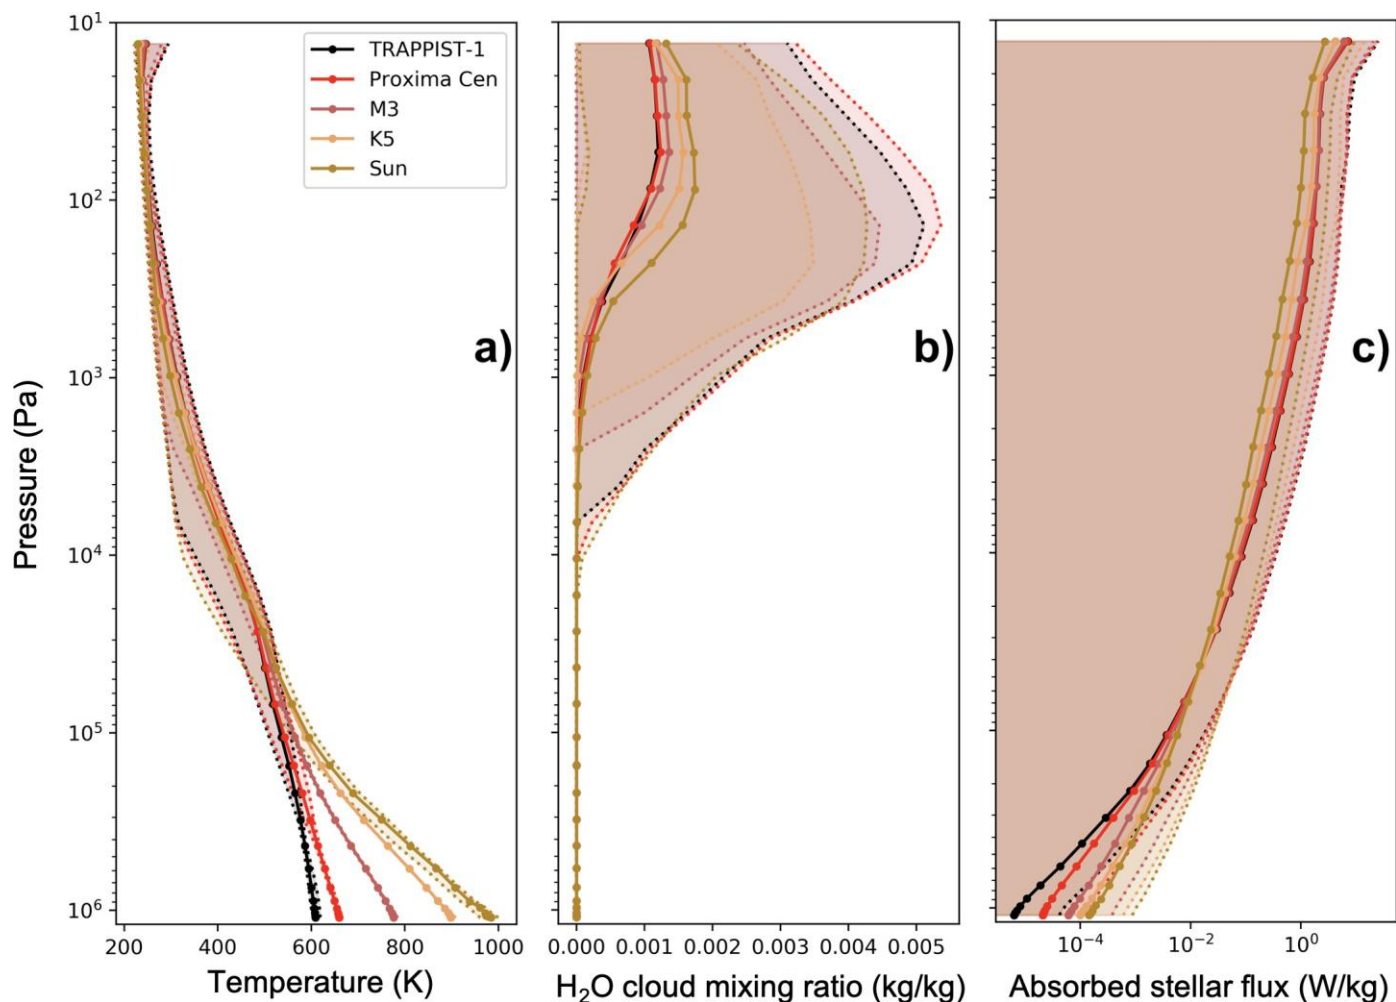 TRAPPIST-1
Proxima Cen
M3
K5
Sun
a)
b)
c)
Pressure (Pa)
10¹
10²
10³
10⁴
10⁵
10⁶
200 400 600 800 1000
0.000 0.001 0.002 0.003 0.004 0.005
10⁻⁴ 10⁻² 10⁰
Temperature (K)
H₂O cloud mixing ratio (kg/kg)
Absorbed stellar flux (W/kg)